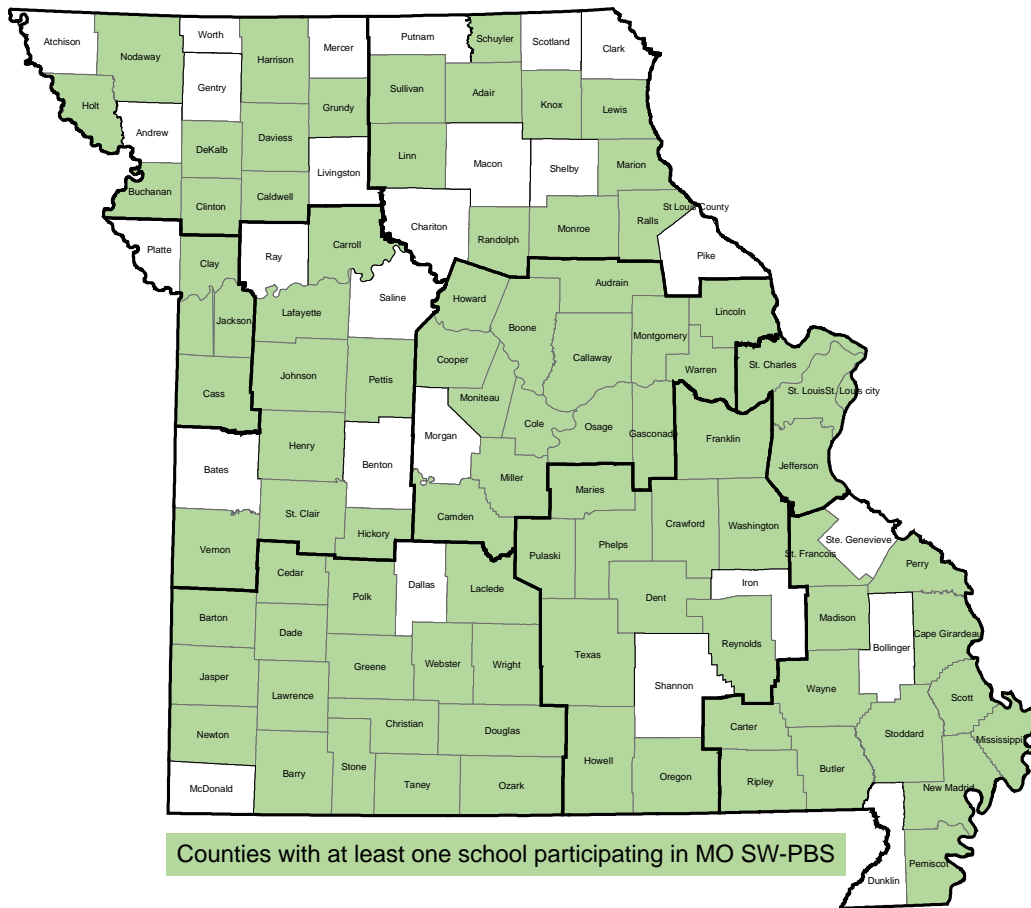 Atchison
Nodaway
Worth
Harrison
Mercer
Putnam
Schuyler
Scotland
Clark
Gentry
Sullivan
Adair
Knox
Lewis
Holt
Andrew
Grundy
DeKalb
Daviess
Livingston
Linn
Macon
Shelby
Marion
Buchanan
Clinton
Caldwell
Chariton
Randolph
Monroe
Ralls
St Louis County
Platte
Clay
Ray
Carroll
Pike
Saline
Howard
Audrain
Jackson
Lafayette
Boone
Lincoln
Cooper
Callaway
Montgomery
Warren
St. Charles
Cass
Johnson
Pettis
Moniteau
St. Louis
St. Louis city
Cole
Osage
Gasconade
Franklin
Morgan
Bates
Henry
Benton
Miller
Jefferson
Maries
St. Clair
Camden
Crawford
Washington
Vernon
Hickory
Pulaski
Phelps
St. Francois
Ste. Genevieve
Perry
Cedar
Polk
Dallas
Laclede
Dent
Iron
Barton
Dade
Madison
Cape Girardeau
Bollinger
Greene
Webster
Wright
Texas
Reynolds
Jasper
Lawrence
Shannon
Wayne
Scott
Newton
Christian
Douglas
Carter
Stoddard
Mississippi
McDonald
Barry
Stone
Taney
Ozark
Howell
Oregon
Ripley
Butler
New Madrid
Pemiscot
Dunklin
Counties with at least one school participating in MO SW-PBS